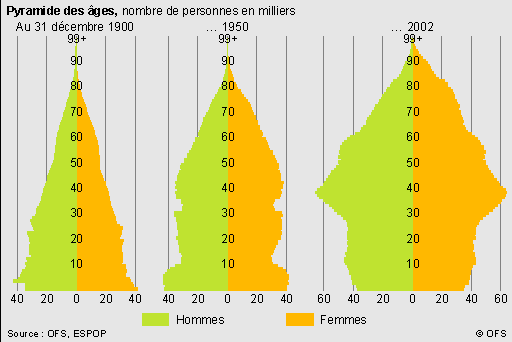 Pyramide des âges, nombre de personnes en milliers
Au 31 décembre 1900 ... 1950 ... 2002
99+ 99+ 99+
90 90 90
80 80 80
70 70 70
60 60 60
50 50 50
40 40 40
30 30 30
20 20 20
10 10 10
40 20 0 20 40 40 20 0 20 40 60 40 20 0 20 40 60
Hommes Femmes
Source : OFS, ESPOP © OFS